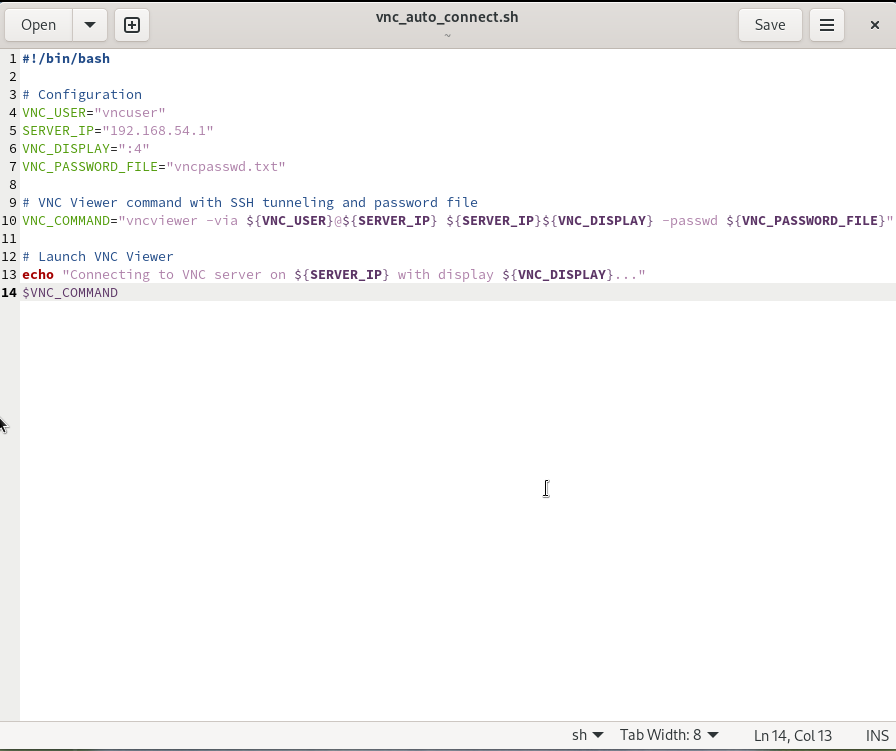 Open
vnc_auto_connect.sh
~
Save
1 #!/bin/bash
2
3 # Configuration
4 VNC_USER="vncuser"
5 SERVER_IP="192.168.54.1"
6 VNC_DISPLAY=":4"
7 VNC_PASSWORD_FILE="vncpasswd.txt"
8
9 # VNC Viewer command with SSH tunneling and password file
10 VNC_COMMAND="vncviewer -via ${VNC_USER}@${SERVER_IP} ${SERVER_IP}${VNC_DISPLAY} -passwd ${VNC_PASSWORD_FILE}"
11
12 # Launch VNC Viewer
13 echo "Connecting to VNC server on ${SERVER_IP} with display ${VNC_DISPLAY}..."
14 $VNC_COMMAND
sh Tab Width: 8 Ln 14, Col 13 INS